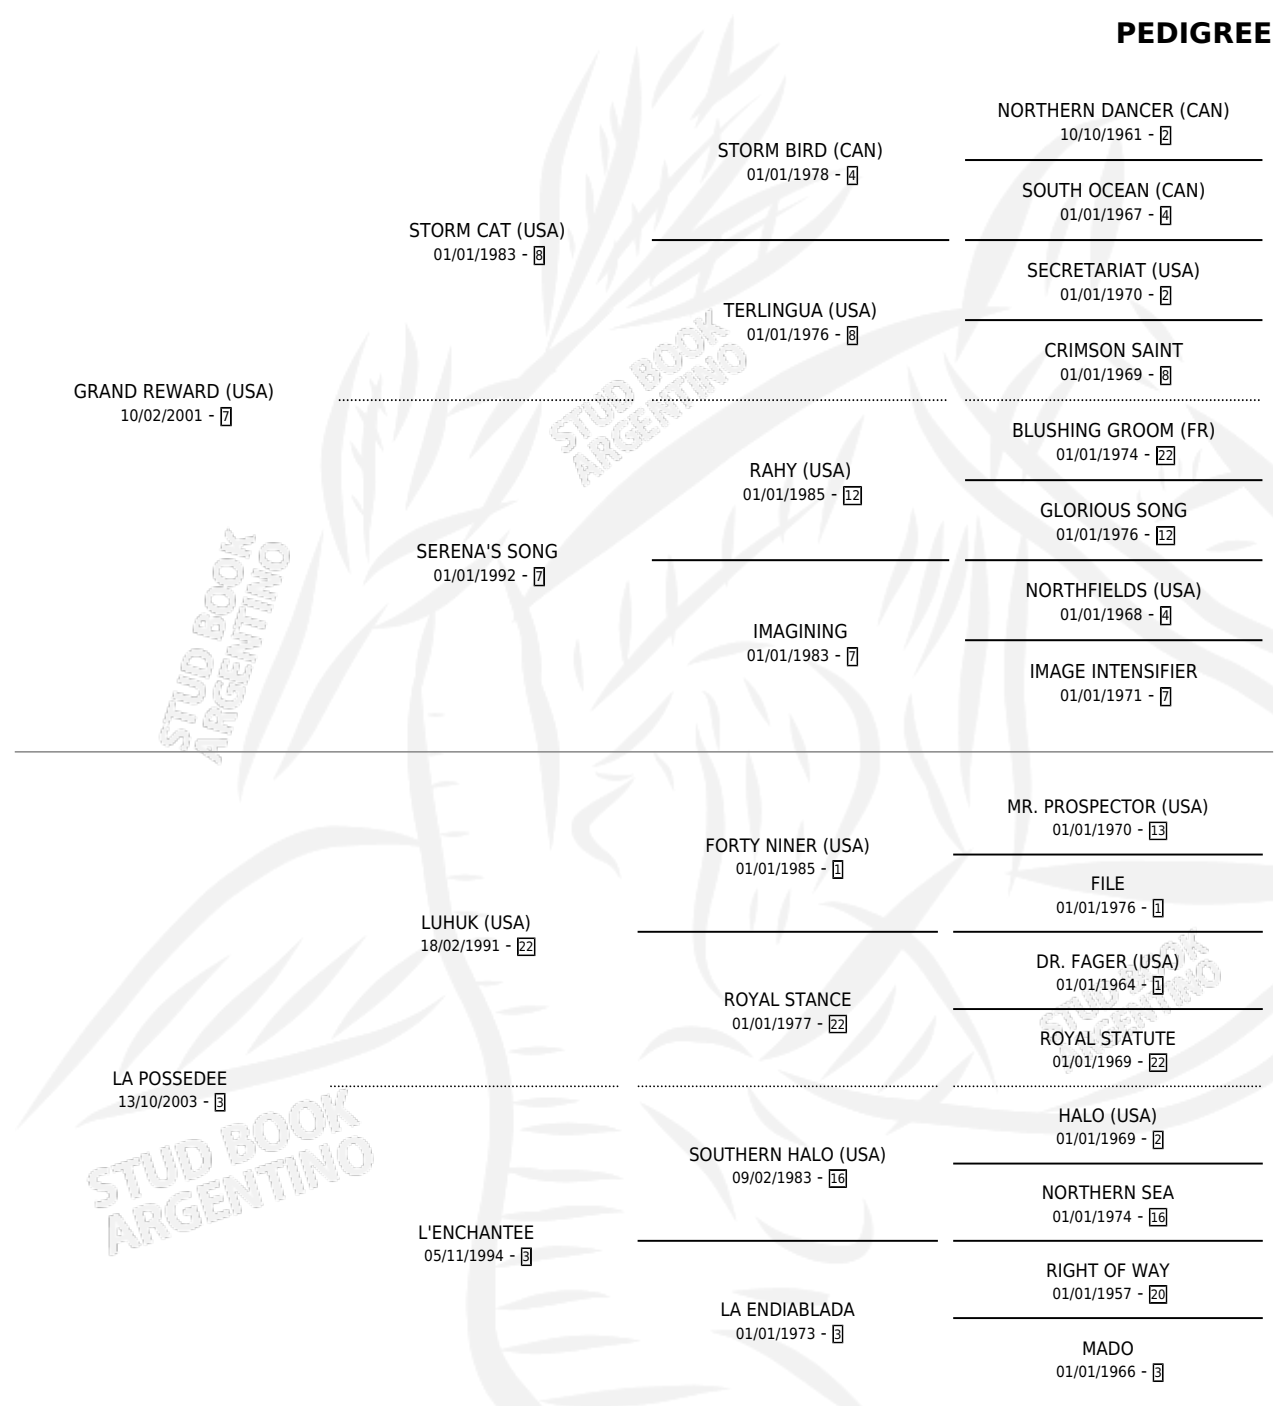 PEDIGREE
NORTHERN DANCER (CAN)
10/10/1961 - 2
STORM BIRD (CAN)
01/01/1978 - 4
SOUTH OCEAN (CAN)
01/01/1967 - 4
STORM CAT (USA)
01/01/1983 - 8
SECRETARIAT (USA)
01/01/1970 - 2
TERLINGUA (USA)
01/01/1976 - 8
CRIMSON SAINT
01/01/1969 - 8
GRAND REWARD (USA)
10/02/2001 - 7
BLUSHING GROOM (FR)
01/01/1974 - 22
RAHY (USA)
01/01/1985 - 12
GLORIOUS SONG
01/01/1976 - 12
SERENA'S SONG
01/01/1992 - 7
NORTHFIELDS (USA)
01/01/1968 - 4
IMAGINING
01/01/1983 - 7
IMAGE INTENSIFIER
01/01/1971 - 7
MR. PROSPECTOR (USA)
01/01/1970 - 13
FORTY NINER (USA)
01/01/1985 - 1
FILE
01/01/1976 - 1
LUHUK (USA)
18/02/1991 - 22
DR. FAGER (USA)
01/01/1964 - 1
ROYAL STANCE
01/01/1977 - 22
ROYAL STATUTE
01/01/1969 - 22
LA POSSEDEE
13/10/2003 - 3
HALO (USA)
01/01/1969 - 2
SOUTHERN HALO (USA)
09/02/1983 - 16
NORTHERN SEA
01/01/1974 - 16
L'ENCHANTEE
05/11/1994 - 3
RIGHT OF WAY
01/01/1957 - 20
LA ENDIABLADA
01/01/1973 - 3
MADO
01/01/1966 - 3
STUD BOOK
ARGENTINO
STUD BOOK
ARGENTINO
STUD BOOK
ARGENTINO
STUD BOOK
ARGENTINO